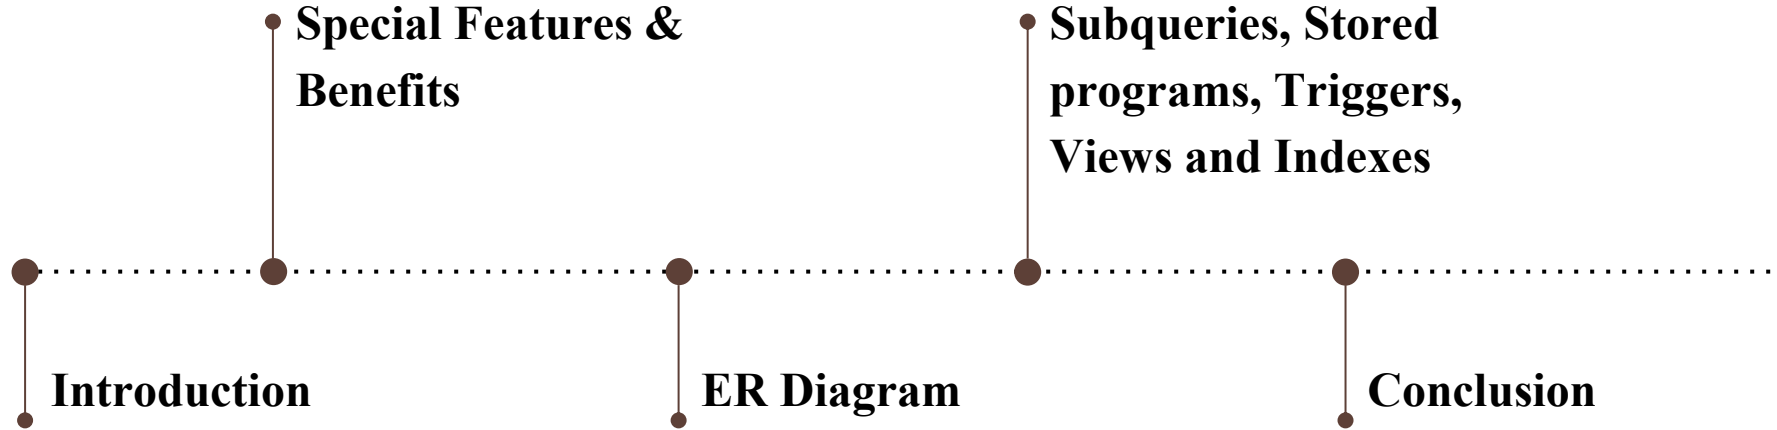 Special Features &
Benefits
Subqueries, Stored
programs, Triggers,
Views and Indexes
Introduction
ER Diagram
Conclusion